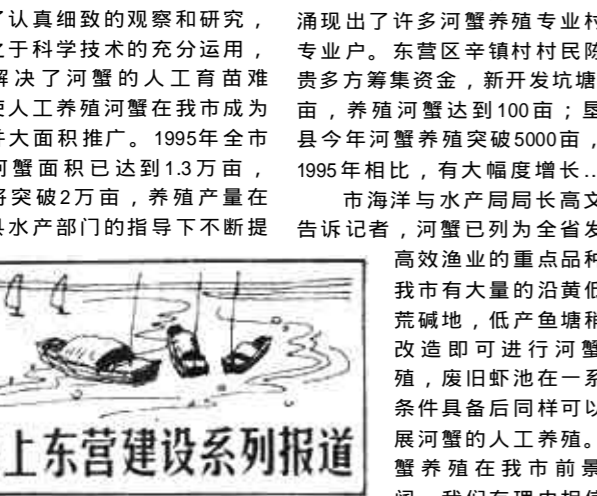 了认真细致的观察和研究，
之于科学技术的充分运用，
解决了河蟹的人工育苗难
使人工养殖河蟹在我市成为
并大面积推广。1995年全市
河蟹面积已达到1.3万亩，
将突破2万亩，养殖产量在
县水产部门的指导下不断提
上东营建设系列报道
涌现出了许多河蟹养殖专业村
专业户。东营区辛镇村村民陈
贵多方筹集资金，新开发坑塘
亩，养殖河蟹达到100亩；垦
县今年河蟹养殖突破5000亩，
1995年相比，有大幅度增长…
市海洋与水产局局长高文
告诉记者，河蟹已列为全省发
高效渔业的重点品种
我市有大量的沿黄低
荒碱地，低产鱼塘稍
改造即可进行河蟹
殖，废旧虾池在一系
条件具备后同样可以
展河蟹的人工养殖。
蟹养殖在我市前景
阔，我们有理由相信